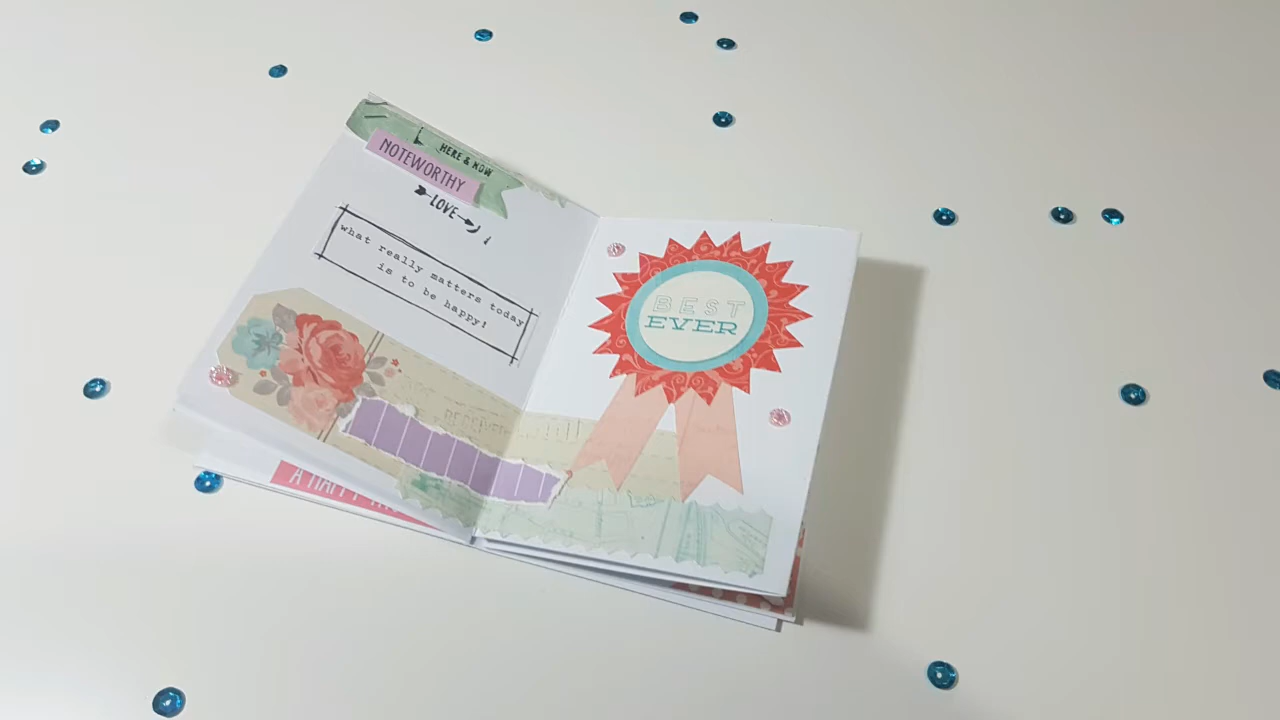 HERE & NOW
NOTEWORTHY
LOVE
what really matters today
is to be happy!
BEST
EVER
A HAPPY